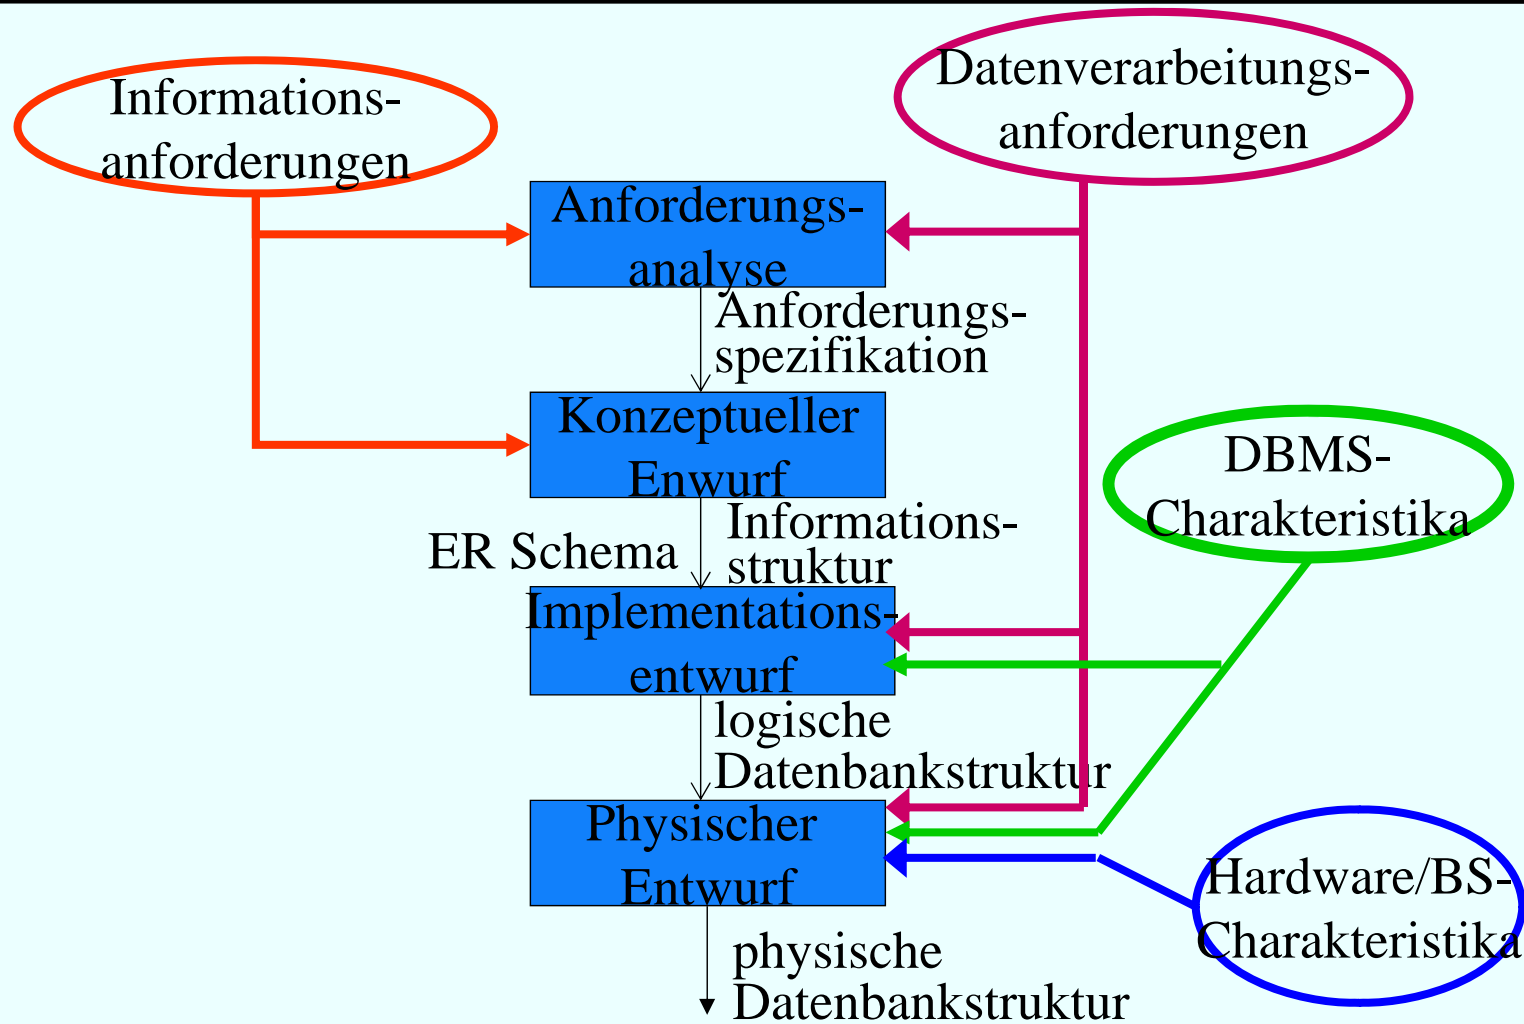 Informations-
anforderungen
Datenverarbeitungs-
anforderungen
Anforderungs-
analyse
Anforderungs-
spezifikation
Konzeptueller
Enwurf
DBMS-
Charakteristika
ER Schema
Informations-
struktur
Implementations-
entwurf
logische
Datenbankstruktur
Physischer
Entwurf
Hardware/BS-
Charakteristika
physische
Datenbankstruktur